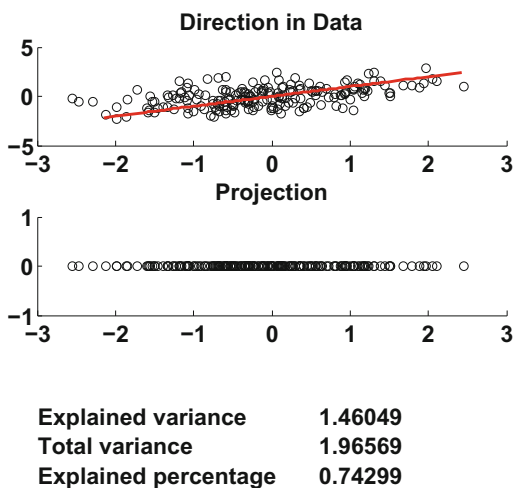 Direction in Data
5
0
−5
−3 −2 −1 0 1 2 3
Projection
1
0
−1
−3 −2 −1 0 1 2 3
Explained variance 1.46049
Total variance 1.96569
Explained percentage 0.74299